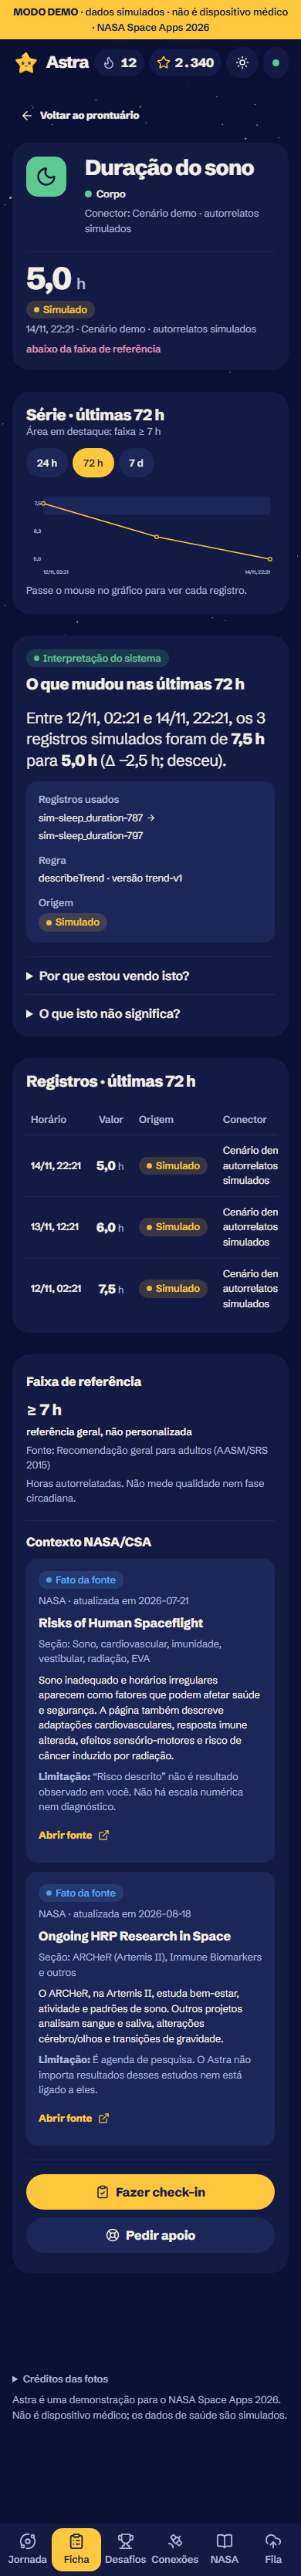 MODO DEMO · dados simulados · não é dispositivo médico
· NASA Space Apps 2026
Astra 12 2.340
Voltar ao prontuário
Duração do sono
Corpo
Conector: Cenário demo · autorrelatos
simulados
5,0 h
Simulado
14/11, 22:21 · Cenário demo · autorrelatos simulados
abaixo da faixa de referência
Série · últimas 72 h
Área em destaque: faixa ≥ 7 h
24 h 72 h 7 d
7,5
6,3
5,0
12/11, 02:21 14/11, 22:21
Passe o mouse no gráfico para ver cada registro.
Interpretação do sistema
O que mudou nas últimas 72 h
Entre 12/11, 02:21 e 14/11, 22:21, os 3
registros simulados foram de 7,5 h
para 5,0 h (Δ −2,5 h; desceu).
Registros usados
sim-sleep_duration-787 →
sim-sleep_duration-797
Regra
describeTrend · versão trend-v1
Origem
Simulado
Por que estou vendo isto?
O que isto não significa?
Registros · últimas 72 h
Horário Valor Origem Conector
14/11, 22:21 5,0 h Simulado Cenário dem
autorrelatos
simulados
13/11, 12:21 6,0 h Simulado Cenário dem
autorrelatos
simulados
12/11, 02:21 7,5 h Simulado Cenário dem
autorrelatos
simulados
Faixa de referência
≥ 7 h
referência geral, não personalizada
Fonte: Recomendação geral para adultos (AASM/SRS
2015)
Horas autorrelatadas. Não mede qualidade nem fase
circadiana.
Contexto NASA/CSA
Fato da fonte
NASA · atualizada em 2026-07-21
Risks of Human Spaceflight
Seção: Sono, cardiovascular, imunidade,
vestibular, radiação, EVA
Sono inadequado e horários irregulares
aparecem como fatores que podem afetar saúde
e segurança. A página também descreve
adaptações cardiovasculares, resposta imune
alterada, efeitos sensório-motores e risco de
câncer induzido por radiação.
Limitação: “Risco descrito” não é resultado
observado em você. Não há escala numérica
nem diagnóstico.
Abrir fonte
Fato da fonte
NASA · atualizada em 2026-08-18
Ongoing HRP Research in Space
Seção: ARCHeR (Artemis II), Immune Biomarkers
e outros
O ARCHeR, na Artemis II, estuda bem-estar,
atividade e padrões de sono. Outros projetos
analisam sangue e saliva, alterações
cérebro/olhos e transições de gravidade.
Limitação: É agenda de pesquisa. O Astra não
importa resultados desses estudos nem está
ligado a eles.
Abrir fonte
Fazer check-in
Pedir apoio
Créditos das fotos
Astra é uma demonstração para o NASA Space Apps 2026.
Não é dispositivo médico; os dados de saúde são simulados.
Jornada Ficha Desafios Conexões NASA Fila